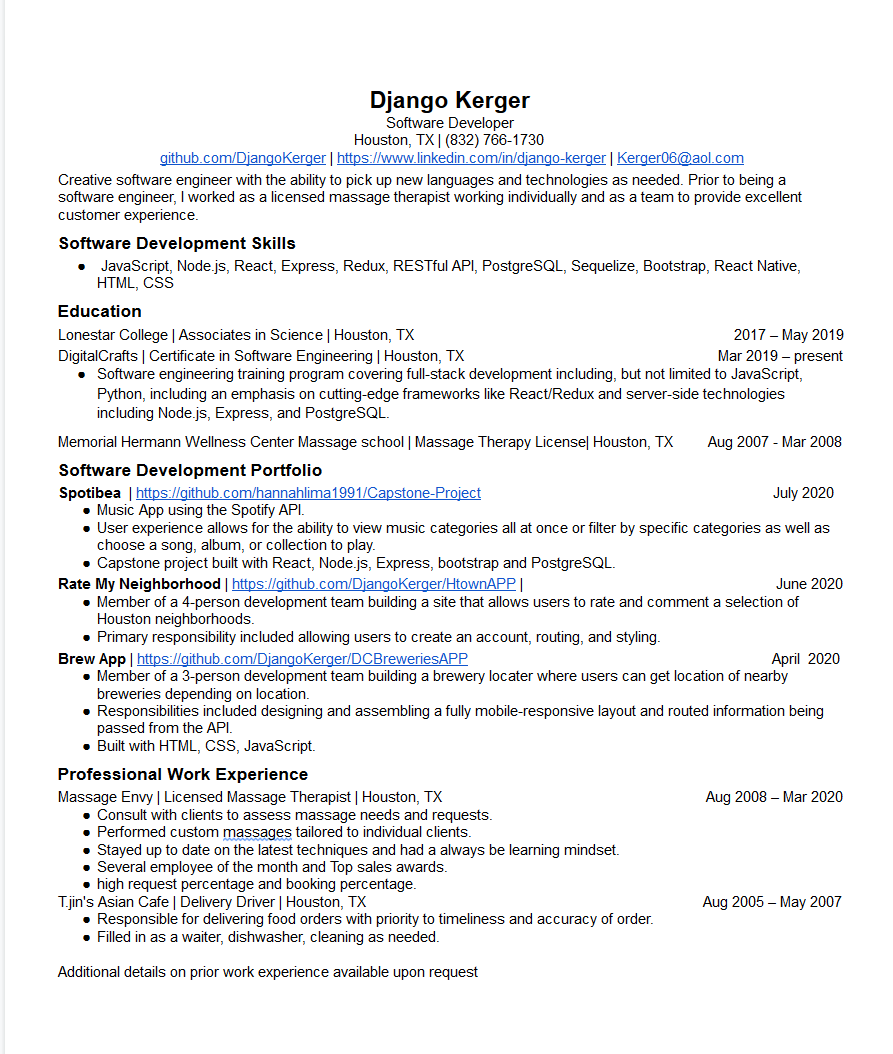 Django Kerger
Software Developer
Houston, TX | (832) 766-1730
github.com/DjangoKerger | https://www.linkedin.com/in/django-kerger | Kerger06@aol.com
Creative software engineer with the ability to pick up new languages and technologies as needed. Prior to being a
software engineer, I worked as a licensed massage therapist working individually and as a team to provide excellent
customer experience.
Software Development Skills
● JavaScript, Node.js, React, Express, Redux, RESTful API, PostgreSQL, Sequelize, Bootstrap, React Native,
HTML, CSS
Education
Lonestar College | Associates in Science | Houston, TX 2017 – May 2019
DigitalCrafts | Certificate in Software Engineering | Houston, TX Mar 2019 – present
● Software engineering training program covering full-stack development including, but not limited to JavaScript,
Python, including an emphasis on cutting-edge frameworks like React/Redux and server-side technologies
including Node.js, Express, and PostgreSQL.
Memorial Hermann Wellness Center Massage school | Massage Therapy License| Houston, TX Aug 2007 - Mar 2008
Software Development Portfolio
Spotibea | https://github.com/hannahlima1991/Capstone-Project July 2020
● Music App using the Spotify API.
● User experience allows for the ability to view music categories all at once or filter by specific categories as well as
choose a song, album, or collection to play.
● Capstone project built with React, Node.js, Express, bootstrap and PostgreSQL.
Rate My Neighborhood | https://github.com/DjangoKerger/HtownAPP | June 2020
● Member of a 4-person development team building a site that allows users to rate and comment a selection of
Houston neighborhoods.
● Primary responsibility included allowing users to create an account, routing, and styling.
Brew App | https://github.com/DjangoKerger/DCBreweriesAPP April 2020
● Member of a 3-person development team building a brewery locater where users can get location of nearby
breweries depending on location.
● Responsibilities included designing and assembling a fully mobile-responsive layout and routed information being
passed from the API.
● Built with HTML, CSS, JavaScript.
Professional Work Experience
Massage Envy | Licensed Massage Therapist | Houston, TX Aug 2008 – Mar 2020
● Consult with clients to assess massage needs and requests.
● Performed custom massages tailored to individual clients.
● Stayed up to date on the latest techniques and had a always be learning mindset.
● Several employee of the month and Top sales awards.
● high request percentage and booking percentage.
T.jin's Asian Cafe | Delivery Driver | Houston, TX Aug 2005 – May 2007
● Responsible for delivering food orders with priority to timeliness and accuracy of order.
● Filled in as a waiter, dishwasher, cleaning as needed.
Additional details on prior work experience available upon request